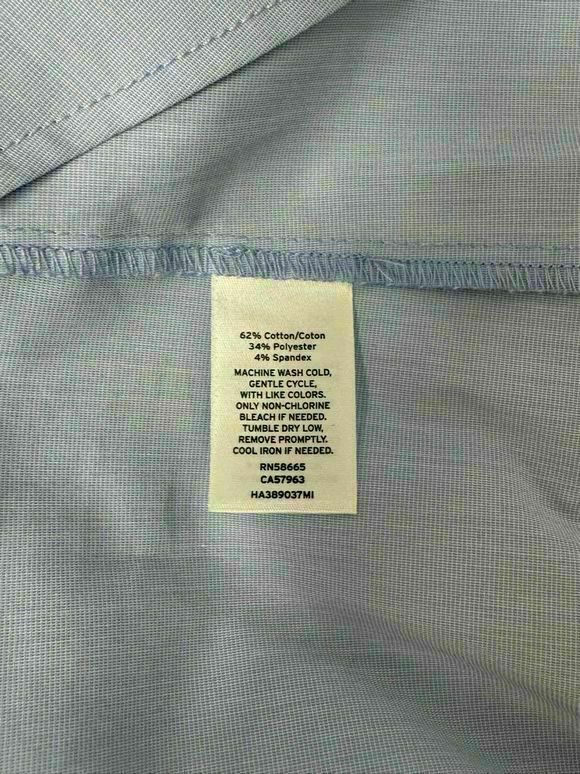 62% Cotton/Coton
34% Polyester
4% Spandex
MACHINE WASH COLD,
GENTLE CYCLE,
WITH LIKE COLORS.
ONLY NON-CHLORINE
BLEACH IF NEEDED.
TUMBLE DRY LOW,
REMOVE PROMPTLY.
COOL IRON IF NEEDED.
RN58665
CA57963
HA389037MI